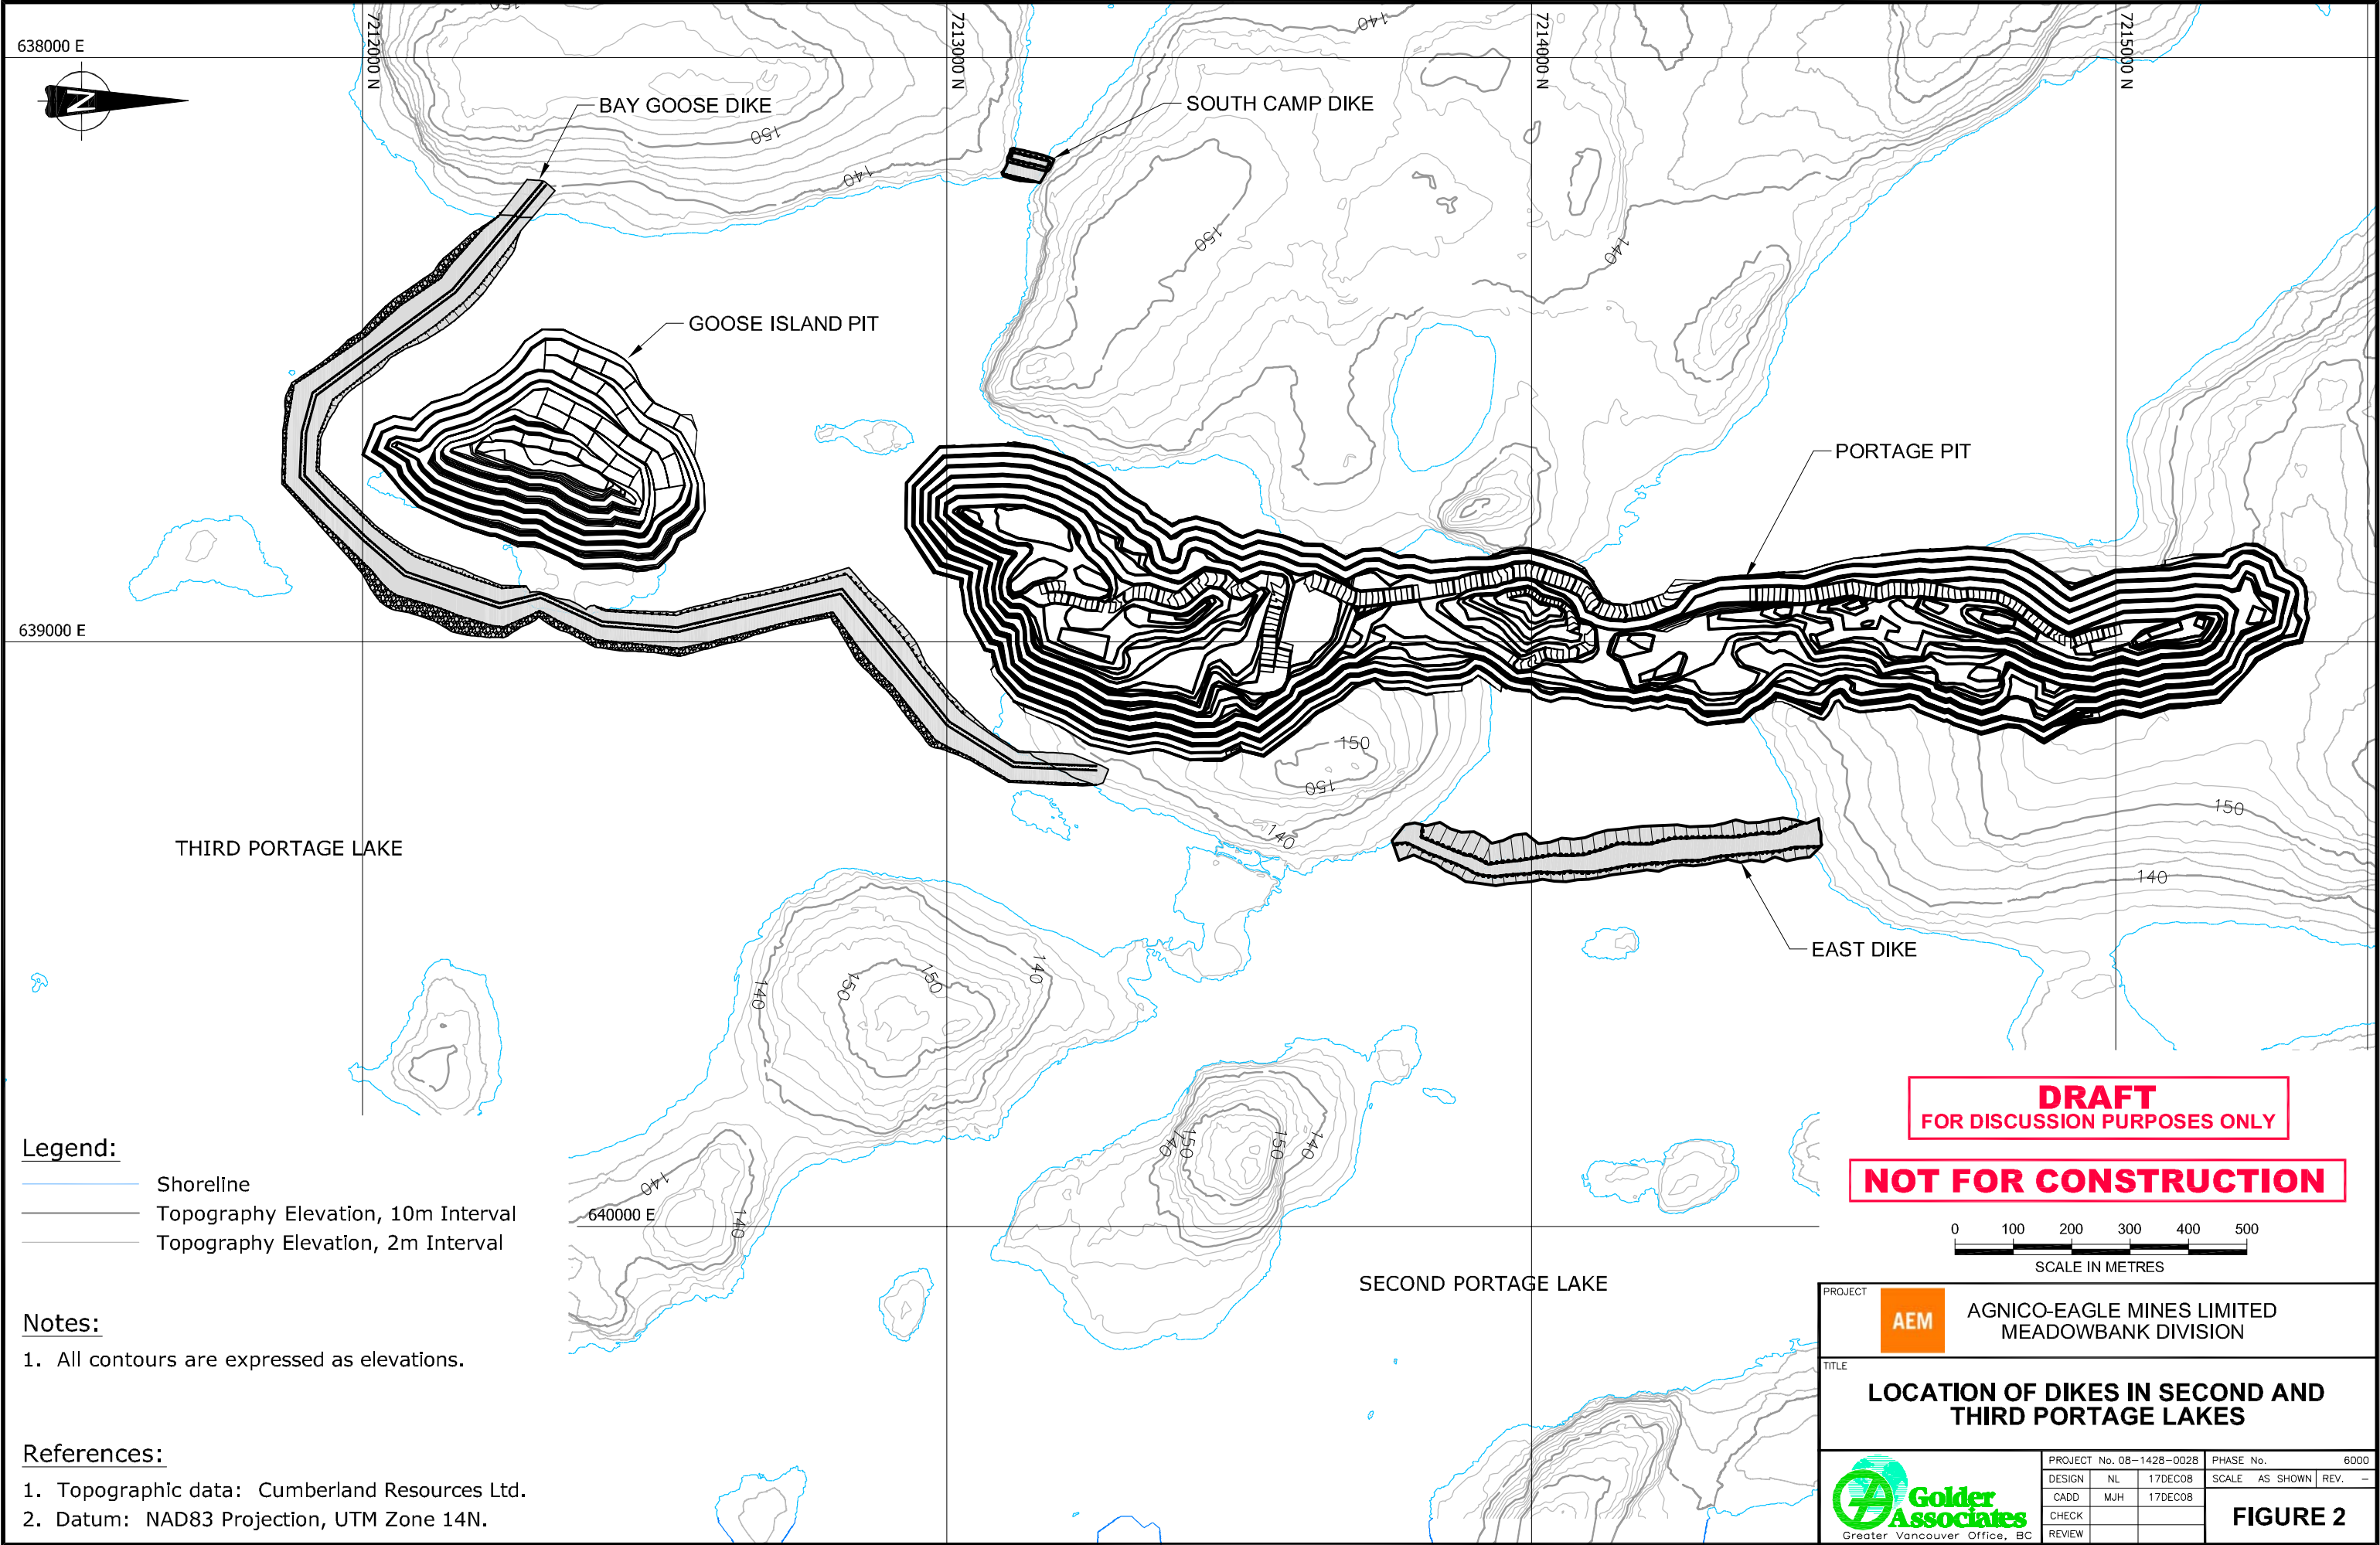 638000 E
7212000 N
7213000 N
7214000 N
7215000 N
N
150
140
BAY GOOSE DIKE
150
SOUTH CAMP DIKE
140
150
140
GOOSE ISLAND PIT
PORTAGE PIT
639000 E
150
150
140
150
140
THIRD PORTAGE LAKE
EAST DIKE
140
150
150
140
140
150
150
140
140
140
640000 E
SECOND PORTAGE LAKE
Legend:
Shoreline
Topography Elevation, 10m Interval
Topography Elevation, 2m Interval
Notes:
1. All contours are expressed as elevations.
References:
1. Topographic data: Cumberland Resources Ltd.
2. Datum: NAD83 Projection, UTM Zone 14N.
DRAFT
FOR DISCUSSION PURPOSES ONLY
NOT FOR CONSTRUCTION
0 100 200 300 400 500
SCALE IN METRES
PROJECT
AEM
AGNICO-EAGLE MINES LIMITED
MEADOWBANK DIVISION
TITLE
LOCATION OF DIKES IN SECOND AND
THIRD PORTAGE LAKES
Golder
Associates
Greater Vancouver Office, BC
PROJECT No. 08-1428-0028 PHASE No. 6000
DESIGN NL 17DEC08 SCALE AS SHOWN REV. -
CADD MJH 17DEC08
CHECK
REVIEW
FIGURE 2